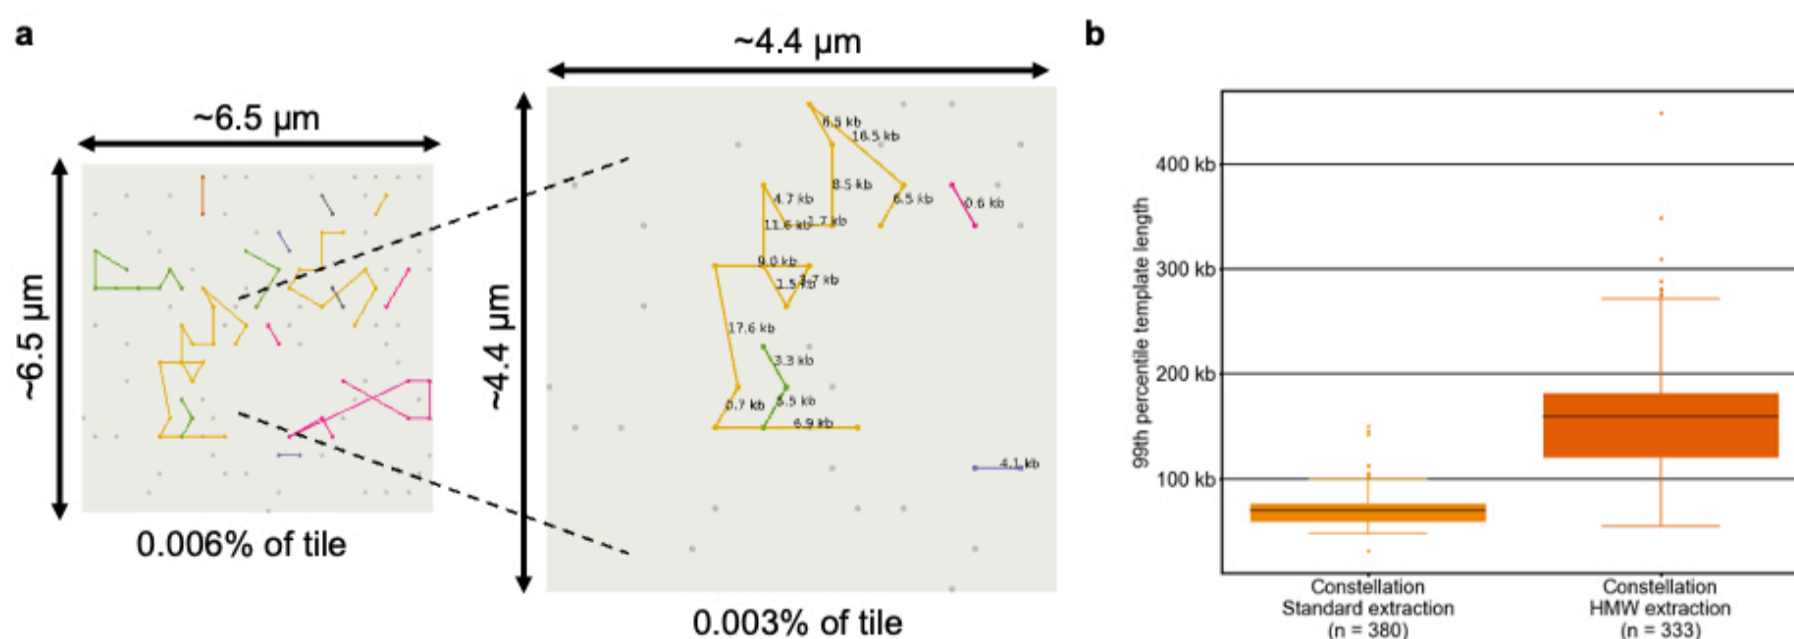 a
~6.5 µm
~6.5 µm
0.006% of tile
~4.4 µm
~4.4 µm
6.5 kb
16.5 kb
8.5 kb
6.5 kb
0.6 kb
4.7 kb
11.6 kb
1.7 kb
9.0 kb
1.5
.7 kb
17.6 kb
3.3 kb
5.5 kb
0.7 kb
6.9 kb
4.1 kb
0.003% of tile
b
99th percentile template length
400 kb
300 kb
200 kb
100 kb
Constellation
Standard extraction
(n = 380)
Constellation
HMW extraction
(n = 333)